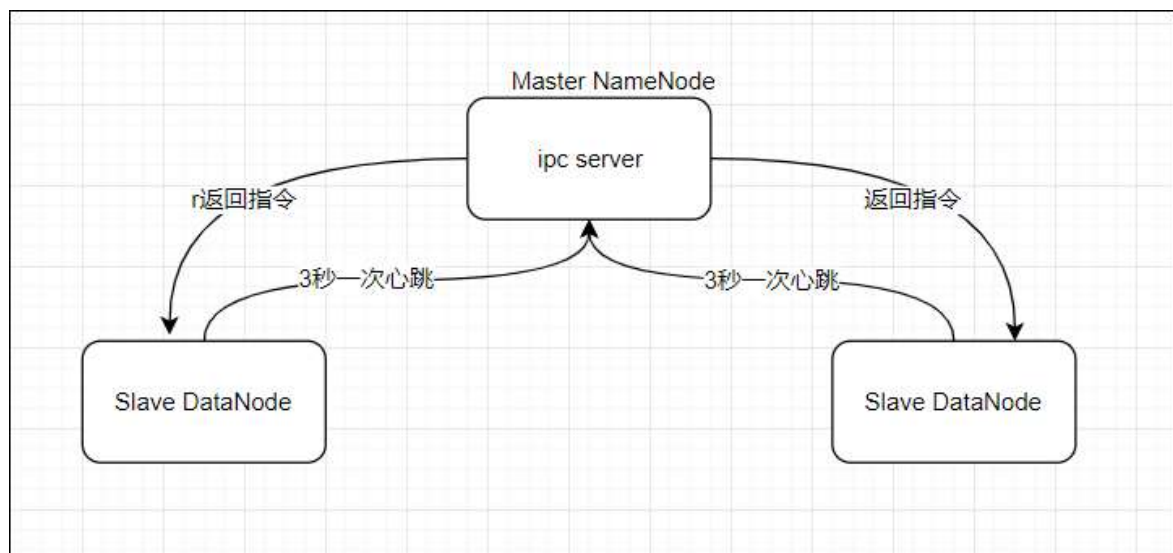 Master NameNode
ipc server
r返回指令
返回指令
3秒一次心跳
3秒一次心跳
Slave DataNode
Slave DataNode